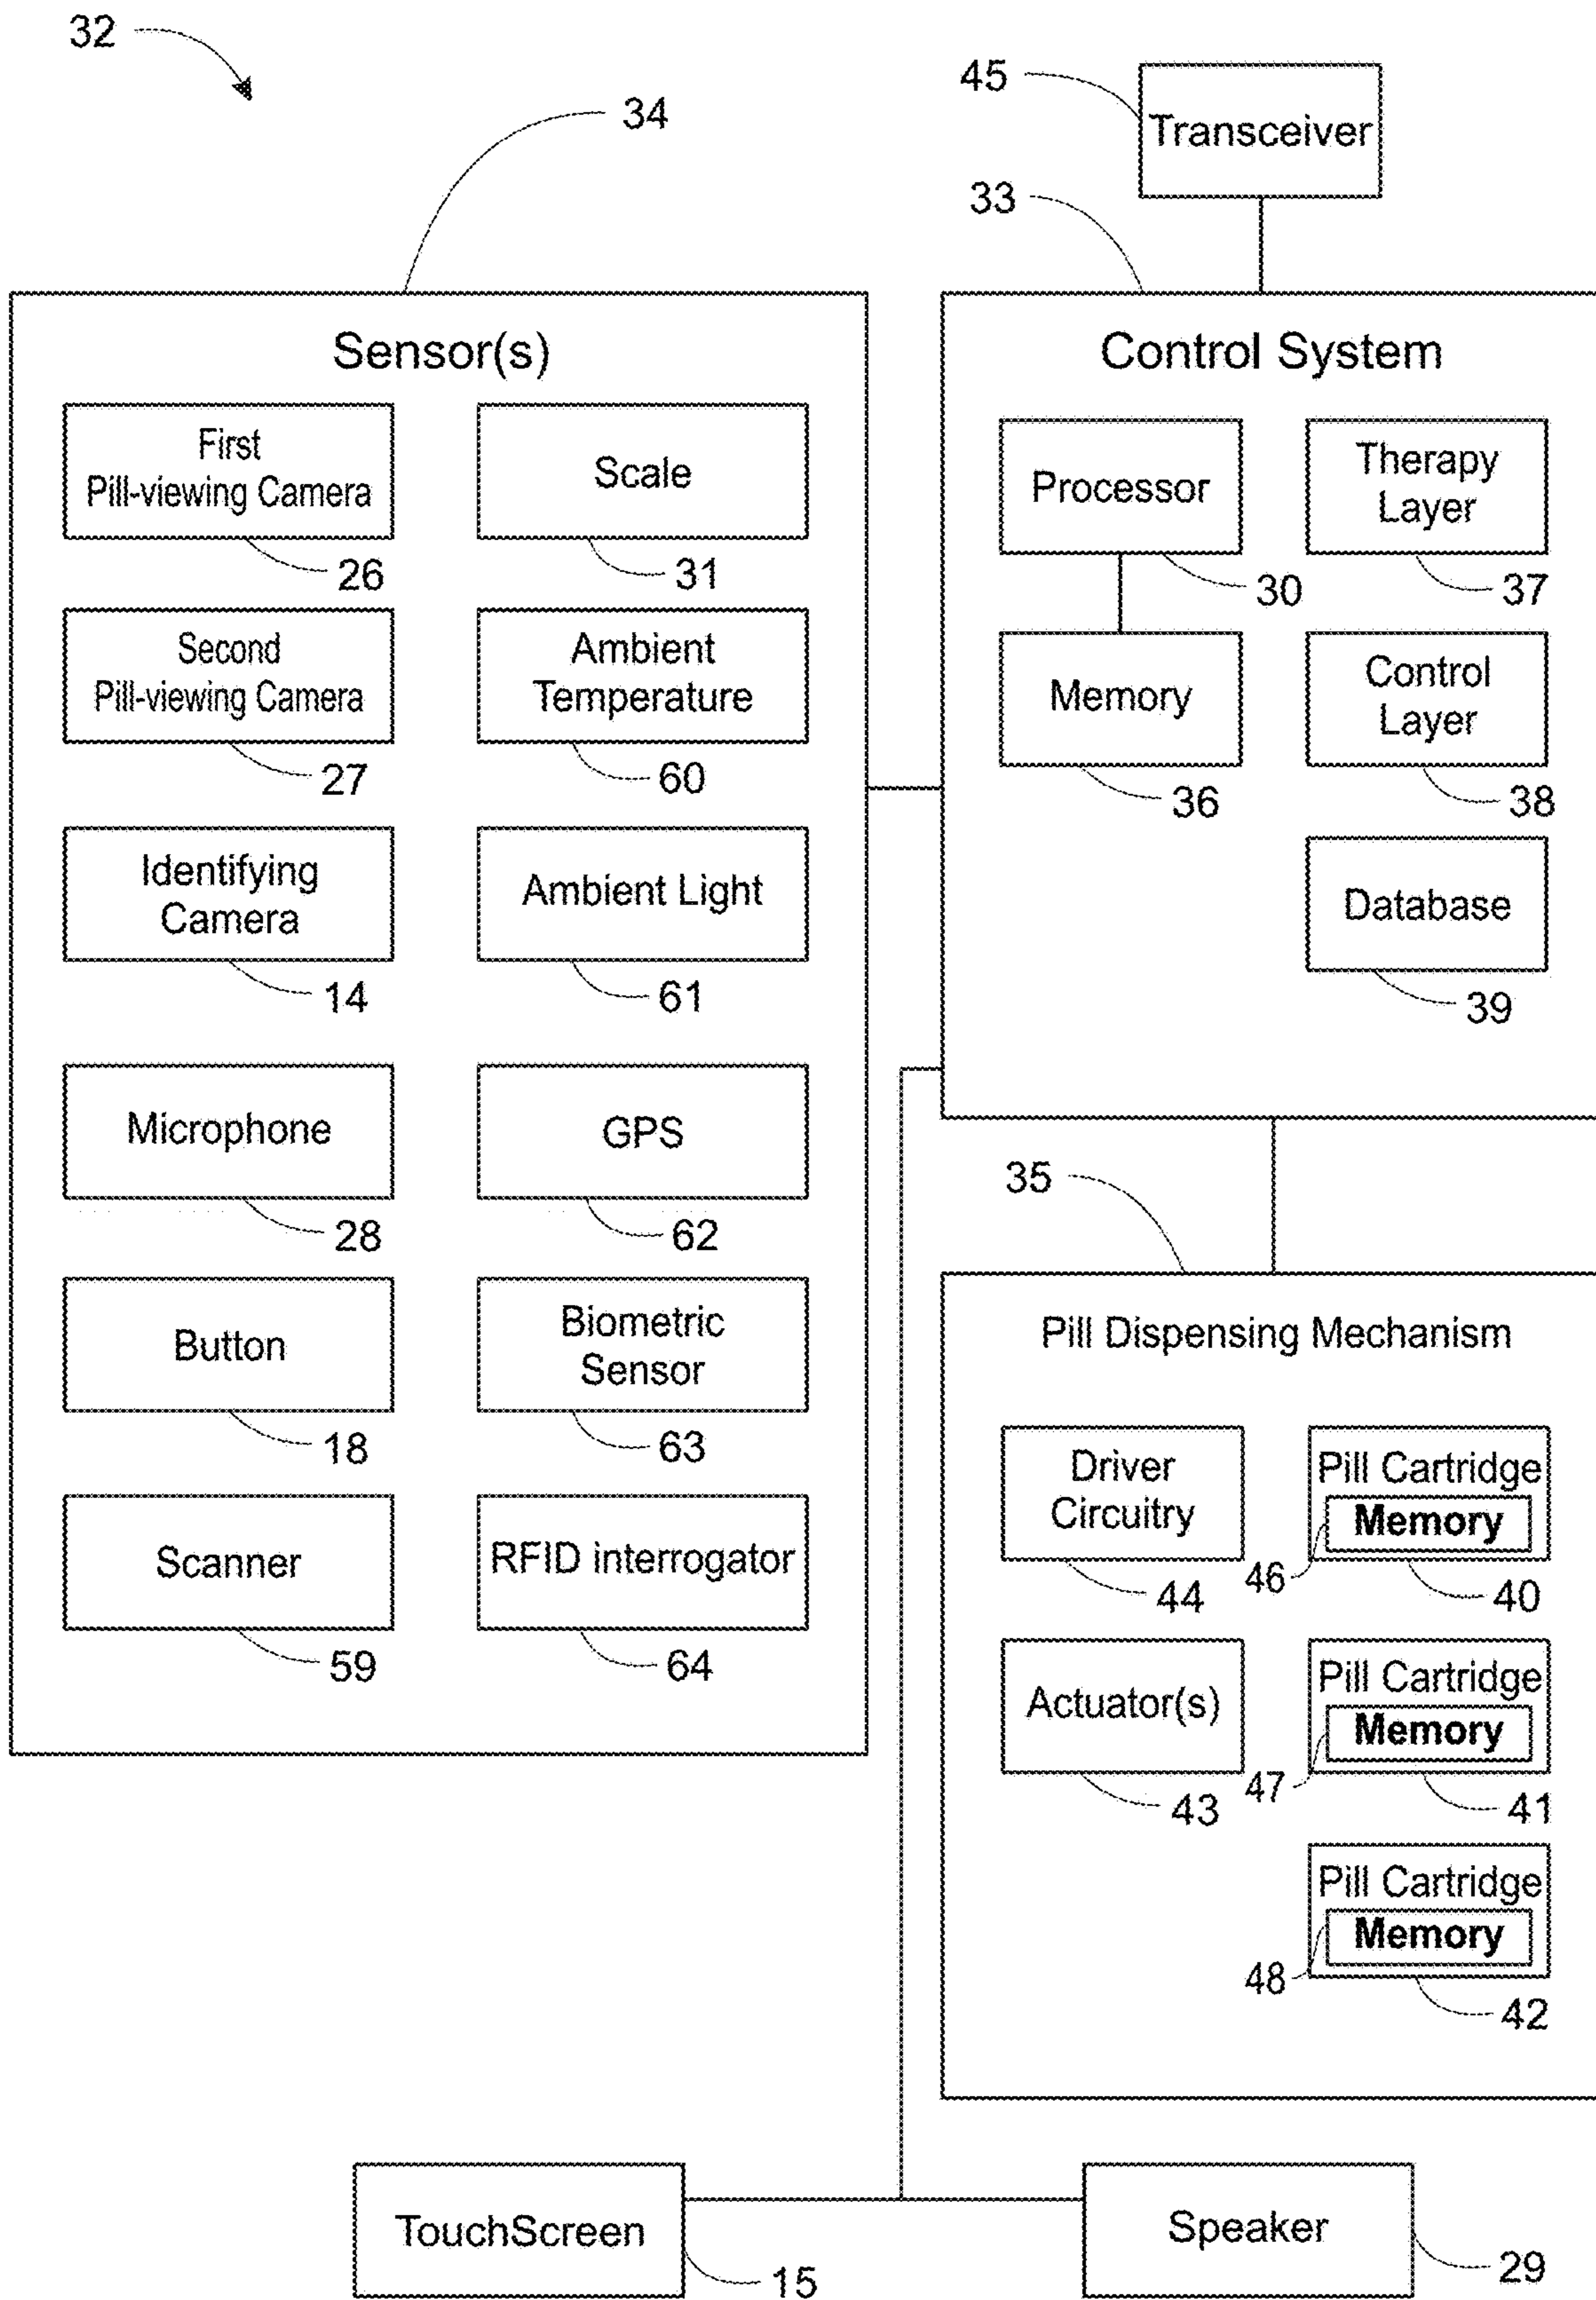 32
34
45
Transceiver
33
Sensor(s)
First
Pill-viewing Camera
26
Scale
31
Second
Pill-viewing Camera
27
Ambient
Temperature
60
Identifying
Camera
14
Ambient Light
61
Microphone
28
GPS
62
Button
18
Biometric
Sensor
63
Scanner
59
RFID interrogator
64
Control System
Processor
30
Therapy
Layer
37
Memory
36
Control
Layer
38
Database
39
35
Pill Dispensing Mechanism
Driver
Circuitry
44
Pill Cartridge
Memory
46
40
Actuator(s)
43
Pill Cartridge
Memory
47
41
Pill Cartridge
Memory
48
42
TouchScreen
15
Speaker
29